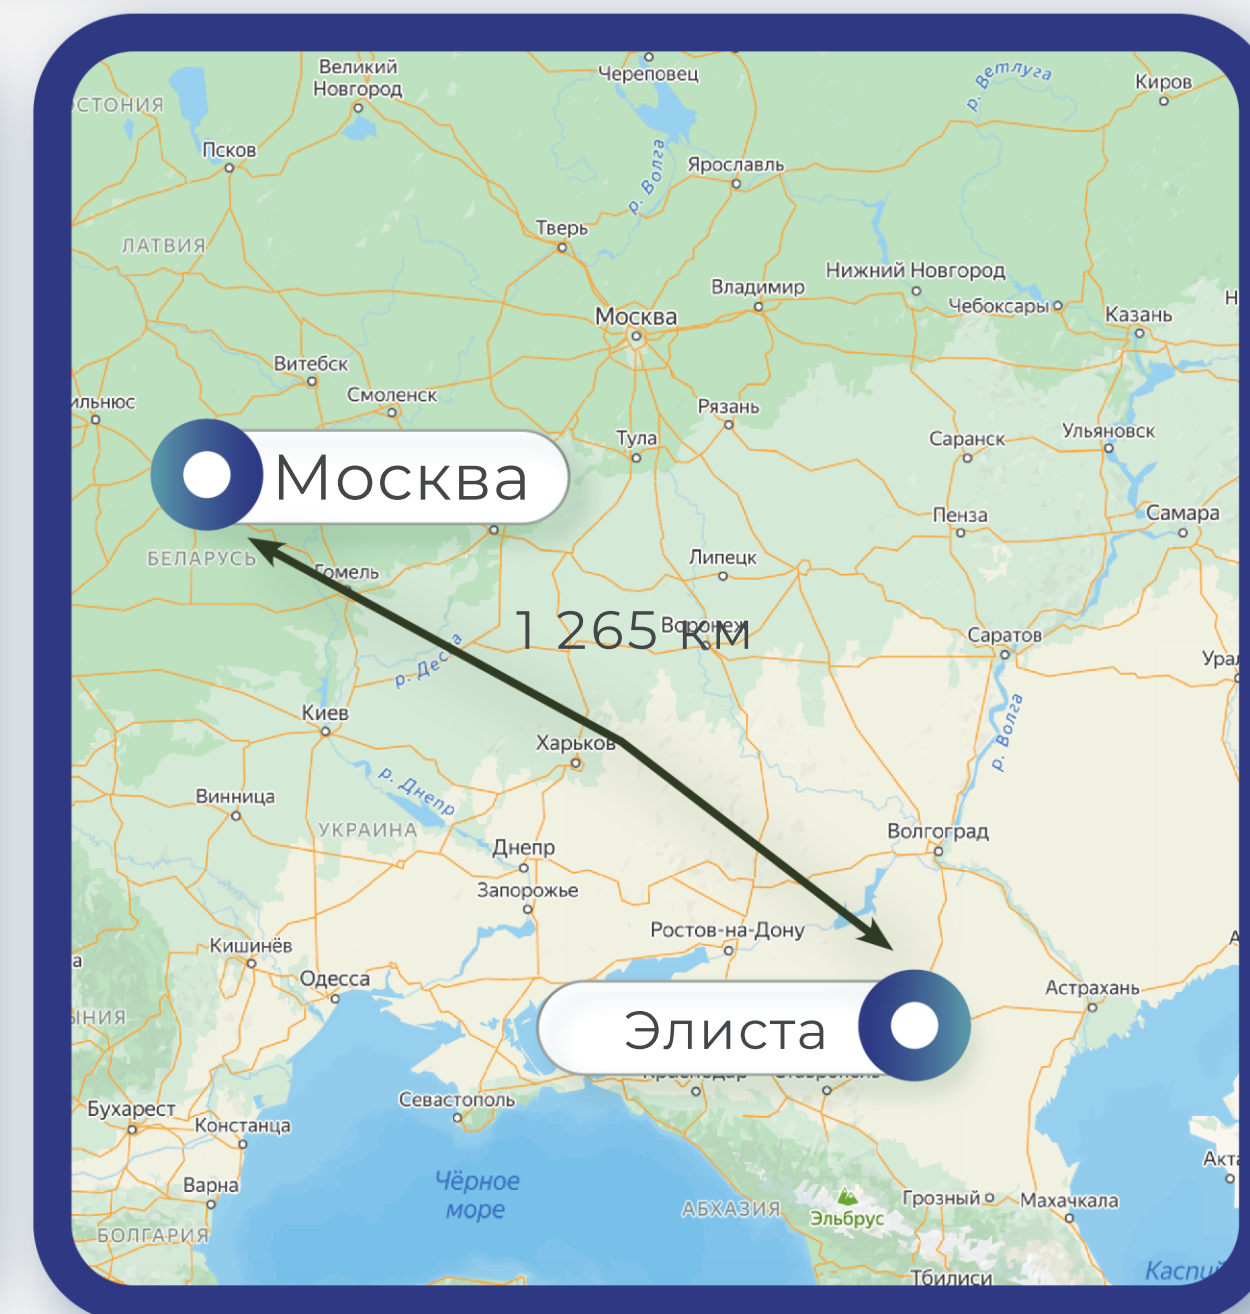 Великий
Новгород
Череповец
р. Ветлуга
Киров
Псков
р. Волга
Ярославль
ЛАТВИЯ
Тверь
Нижний Новгород
Владимир
Чебоксары
Казань
Москва
Витебск
Смоленск
Рязань
Тула
Саранск
Ульяновск
Москва
Пенза
Самара
БЕЛАРУСЬ
Гомель
Липецк
1 265 км
Воронеж
Саратов
р. Десна
Киев
р. Волга
Харьков
Винница
р. Днепр
УКРАИНА
Волгоград
Днепр
Запорожье
Ростов-на-Дону
Кишинёв
Одесса
Астрахань
Элиста
Краснодар
Ставрополь
Севастополь
Бухарест
Констанца
Варна
Чёрное
море
АБХАЗИЯ
Эльбрус
Грозный
Махачкала
БОЛГАРИЯ
Тбилиси